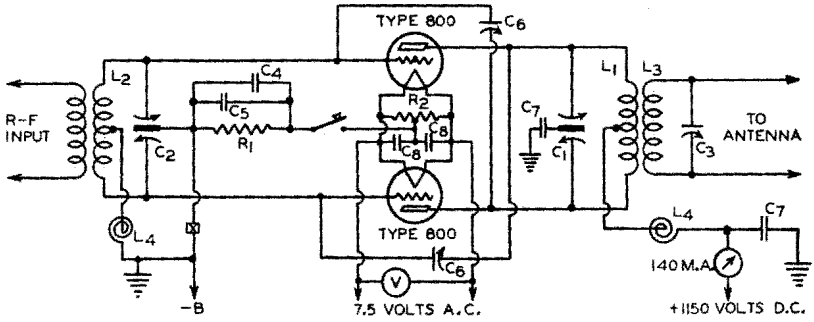 TYPE 800
C6
L2
C4
L1 L3
R-F
INPUT
C5
R2
C7
TO
ANTENNA
C2
R1
C8
C8
C1
C3
L4
TYPE 800
L4
C7
C6
140 M.A.
V
-B
7.5 VOLTS A.C.
+1150 VOLTS D.C.